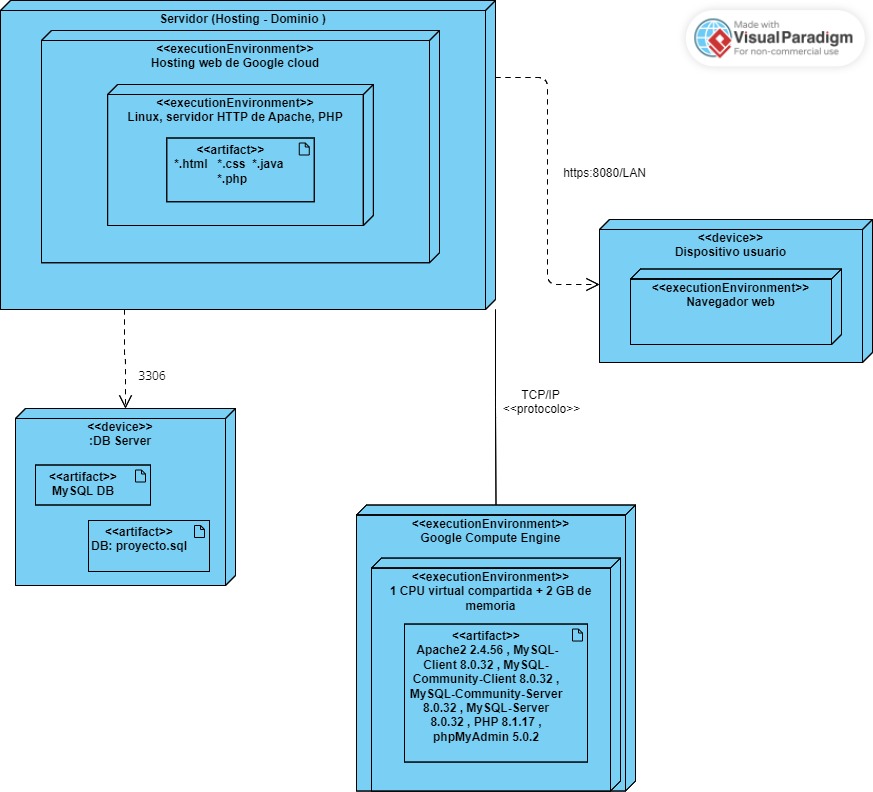 Servidor (Hosting - Dominio )
<<executionEnvironment>>
Hosting web de Google cloud
<<executionEnvironment>>
Linux, servidor HTTP de Apache, PHP
<<artifact>>
*.html *.css *.java
*.php
Made with
VisualParadigm
For non-commercial use
https:8080/LAN
<<device>>
Dispositivo usuario
<<executionEnvironment>>
Navegador web
3306
TCP/IP
<<protocolo>>
<<device>>
:DB Server
<<artifact>>
MySQL DB
<<artifact>>
DB: proyecto.sql
<<executionEnvironment>>
Google Compute Engine
<<executionEnvironment>>
1 CPU virtual compartida + 2 GB de
memoria
<<artifact>>
Apache2 2.4.56 , MySQL-
Client 8.0.32 , MySQL-
Community-Client 8.0.32 ,
MySQL-Community-Server
8.0.32 , MySQL-Server
8.0.32 , PHP 8.1.17 ,
phpMyAdmin 5.0.2